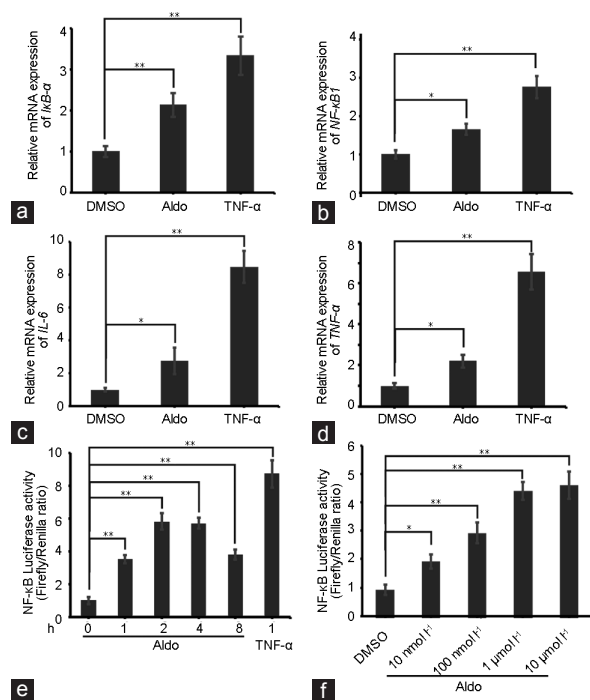 Relative mRNA expression
of IκB-α
4
3
2
1
0
**
**
DMSO Aldo TNF-α
a
Relative mRNA expression
of NF-κB1
4
3
2
1
0
**
*
DMSO Aldo TNF-α
b
Relative mRNA expression
of IL-6
10
8
6
4
2
0
**
*
DMSO Aldo TNF-α
c
Relative mRNA expression
of TNF-α
8
6
4
2
0
**
*
DMSO Aldo TNF-α
d
NF-κB Luciferase activity
(Firefly/Renilla ratio)
10
8
6
4
2
0
**
**
**
**
**
h 0 1 2 4 8 1
Aldo TNF-α
e
NF-κB Luciferase activity
(Firefly/Renilla ratio)
6
5
4
3
2
1
0
**
**
**
*
DMSO 10 nmol l-1 100 nmol l-1 1 μmol l-1 10 μmol l-1
Aldo
f